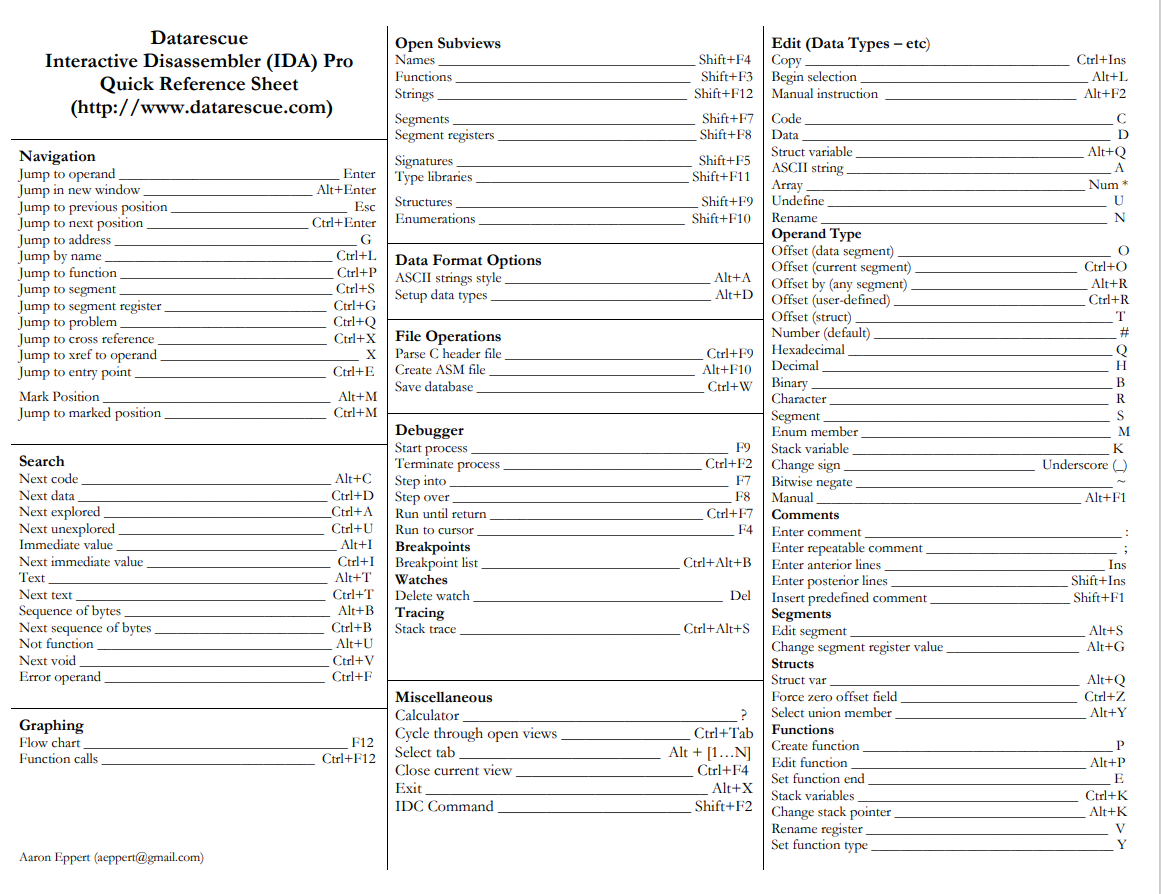 Datarescue
Interactive Disassembler (IDA) Pro
Quick Reference Sheet
(http://www.datarescue.com)
Navigation
Jump to operand Enter
Jump in new window Alt+Enter
Jump to previous position Esc
Jump to next position Ctrl+Enter
Jump to address G
Jump by name Ctrl+L
Jump to function Ctrl+P
Jump to segment Ctrl+S
Jump to segment register Ctrl+G
Jump to problem Ctrl+Q
Jump to cross reference Ctrl+X
Jump to xref to operand X
Jump to entry point Ctrl+E
Mark Position Alt+M
Jump to marked position Ctrl+M
Search
Next code Alt+C
Next data Ctrl+D
Next explored Ctrl+A
Next unexplored Ctrl+U
Immediate value Alt+I
Next immediate value Ctrl+I
Text Alt+T
Next text Ctrl+T
Sequence of bytes Alt+B
Next sequence of bytes Ctrl+B
Not function Alt+U
Next void Ctrl+V
Error operand Ctrl+F
Graphing
Flow chart F12
Function calls Ctrl+F12
Aaron Eppert (aeppert@gmail.com)
Open Subviews
Names Shift+F4
Functions Shift+F3
Strings Shift+F12
Segments Shift+F7
Segment registers Shift+F8
Signatures Shift+F5
Type libraries Shift+F11
Structures Shift+F9
Enumerations Shift+F10
Data Format Options
ASCII strings style Alt+A
Setup data types Alt+D
File Operations
Parse C header file Ctrl+F9
Create ASM file Alt+F10
Save database Ctrl+W
Debugger
Start process F9
Terminate process Ctrl+F2
Step into F7
Step over F8
Run until return Ctrl+F7
Run to cursor F4
Breakpoints
Breakpoint list Ctrl+Alt+B
Watches
Delete watch Del
Tracing
Stack trace Ctrl+Alt+S
Miscellaneous
Calculator ?
Cycle through open views Ctrl+Tab
Select tab Alt + [1…N]
Close current view Ctrl+F4
Exit Alt+X
IDC Command Shift+F2
Edit (Data Types – etc)
Copy Ctrl+Ins
Begin selection Alt+L
Manual instruction Alt+F2
Code C
Data D
Struct variable Alt+Q
ASCII string A
Array Num *
Undefine U
Rename N
Operand Type
Offset (data segment) O
Offset (current segment) Ctrl+O
Offset by (any segment) Alt+R
Offset (user-defined) Ctrl+R
Offset (struct) T
Number (default) #
Hexadecimal Q
Decimal H
Binary B
Character R
Segment S
Enum member M
Stack variable K
Change sign Underscore (_)
Bitwise negate ~
Manual Alt+F1
Comments
Enter comment :
Enter repeatable comment ;
Enter anterior lines Ins
Enter posterior lines Shift+Ins
Insert predefined comment Shift+F1
Segments
Edit segment Alt+S
Change segment register value Alt+G
Structs
Struct var Alt+Q
Force zero offset field Ctrl+Z
Select union member Alt+Y
Functions
Create function P
Edit function Alt+P
Set function end E
Stack variables Ctrl+K
Change stack pointer Alt+K
Rename register V
Set function type Y